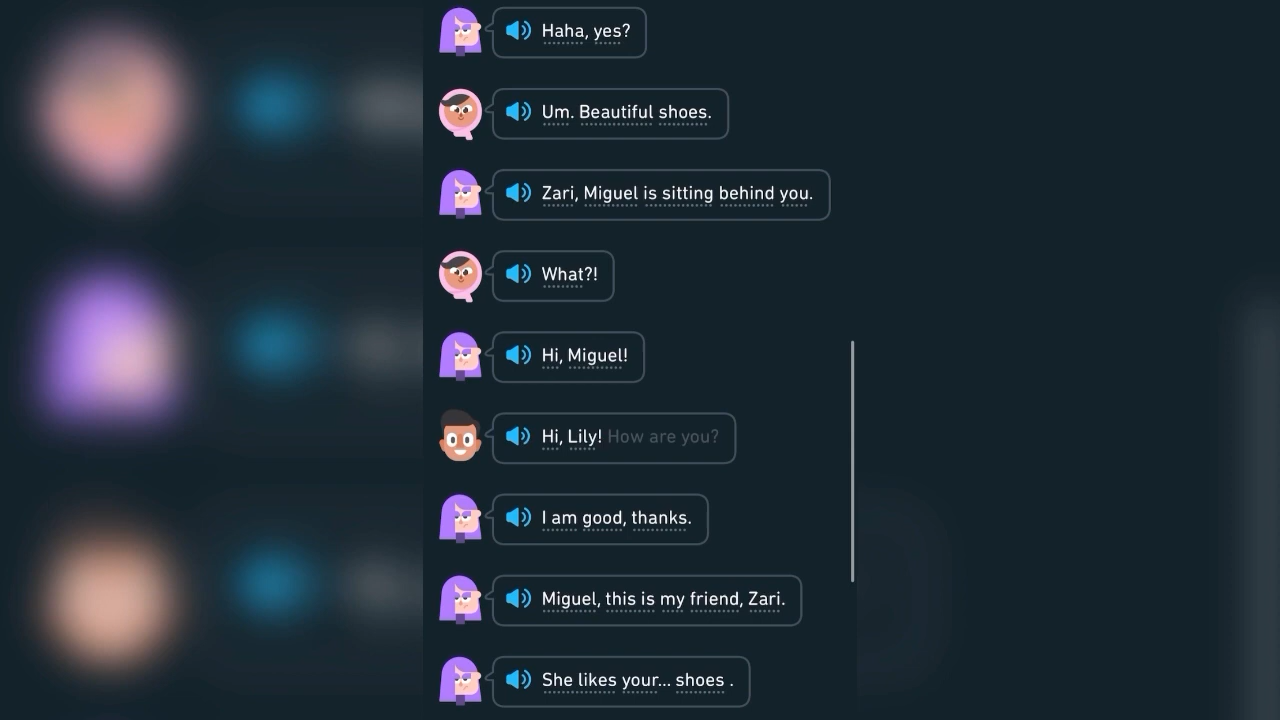 Haha, yes?
Um. Beautiful shoes.
Zari, Miguel is sitting behind you.
What?!
Hi, Miguel!
Hi, Lily! How are you?
I am good, thanks.
Miguel, this is my friend, Zari.
She likes your... shoes .